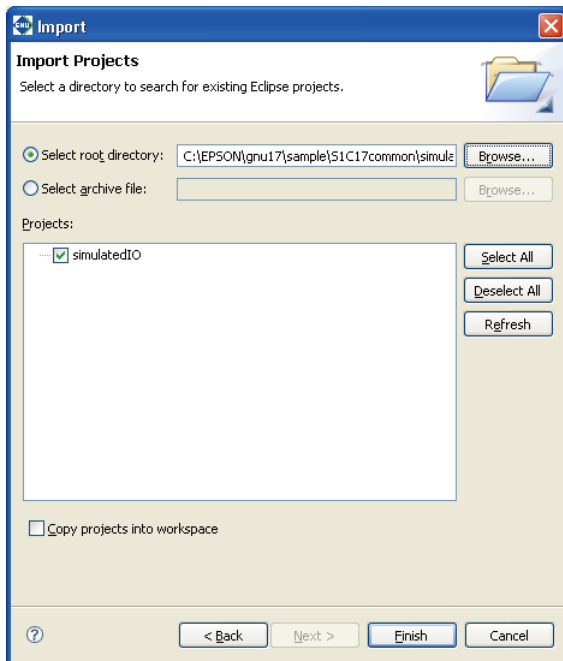 GNU Import
Import Projects
Select a directory to search for existing Eclipse projects.
Select root directory: C:\EPSON\gnu17\sample\S1C17common\simula Browse...
Select archive file: Browse...
Projects:
simulatedIO
Select All
Deselect All
Refresh
Copy projects into workspace
? < Back Next > Finish Cancel